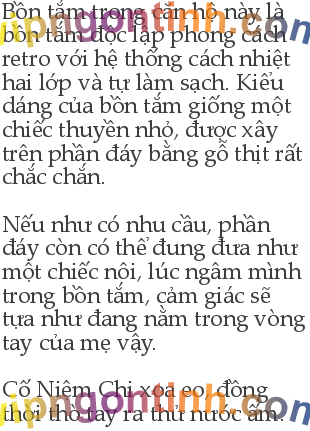 Bồn tắm trong căn hộ này là
bồn tắm độc lập phong cách
retro với hệ thống cách nhiệt
hai lớp và tự làm sạch. Kiểu
dáng của bồn tắm giống một
chiếc thuyền nhỏ, được xây
trên phần đáy bằng gỗ thịt rất
chắc chắn.

Nếu như có nhu cầu, phần
đáy còn có thể đung đưa như
một chiếc nôi, lúc ngâm mình
trong bồn tắm, cảm giác sẽ
tựa như đang nằm trong vòng
tay của mẹ vậy.

Cố Niệm Chi xoa eo, đồng
thời thò tay ra thử nước ấm.
vipngontinh.com
vipngontinh.com